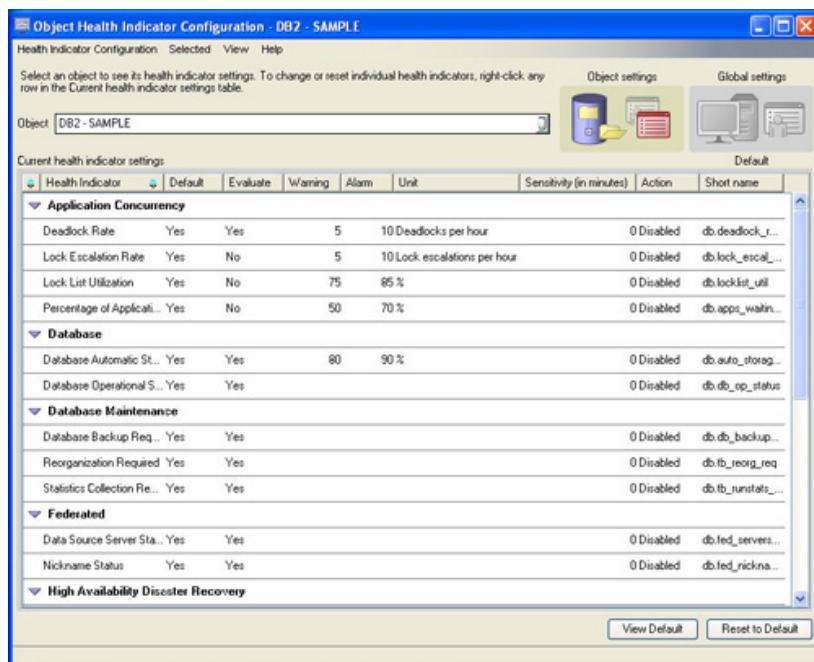 Object Health Indicator Configuration - DB2 - SAMPLE
Health Indicator Configuration Selected View Help
Select an object to see its health indicator settings. To change or reset individual health indicators, right-click any
row in the Current health indicator settings table.
Object settings Global settings
Object DB2 - SAMPLE
Current health indicator settings Default
Health Indicator Default Evaluate Warning Alarm Unit Sensitivity (in minutes) Action Short name
Application Concurrency
Deadlock Rate Yes Yes 5 10 Deadlocks per hour 0 Disabled db.deadlock_r...
Lock Escalation Rate Yes No 5 10 Lock escalations per hour 0 Disabled db.lock_escal_...
Lock List Utilization Yes No 75 85 % 0 Disabled db.locklist_util
Percentage of Applicati... Yes No 50 70 % 0 Disabled db.apps_waitin...
Database
Database Automatic St... Yes Yes 80 90 % 0 Disabled db.auto_storag...
Database Operational S... Yes Yes 0 Disabled db.db_op_status
Database Maintenance
Database Backup Req... Yes Yes 0 Disabled db.db_backup...
Reorganization Required Yes Yes 0 Disabled db.tb_reorg_req
Statistics Collection Re... Yes Yes 0 Disabled db.tb_runstats_...
Federated
Data Source Server Sta... Yes Yes 0 Disabled db.fed_servers...
Nickname Status Yes Yes 0 Disabled db.fed_nickna...
High Availability Disaster Recovery
View Default Reset to Default